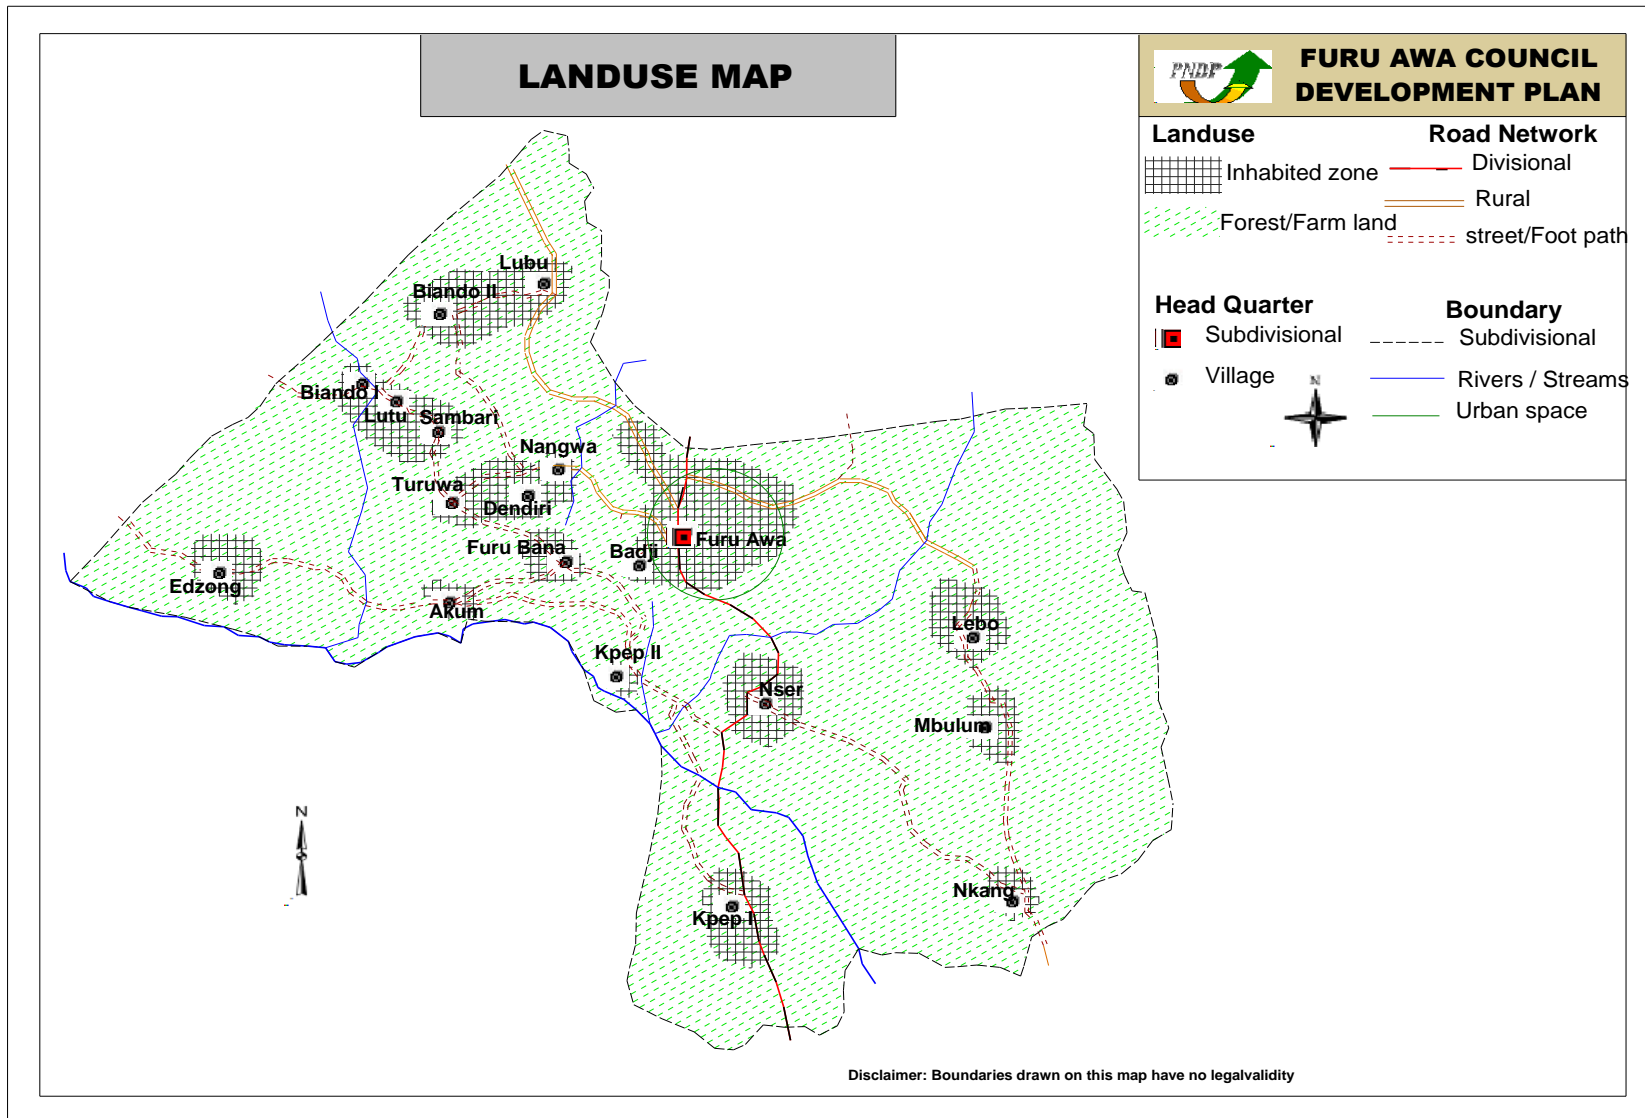 LANDUSE MAP
PNDP
FURU AWA COUNCIL
DEVELOPMENT PLAN
Landuse
Road Network
Inhabited zone
Divisional
Rural
Forest/Farm land
street/Foot path
Head Quarter
Boundary
Subdivisional
Subdivisional
Village
Rivers / Streams
Urban space
N
Lubu
Biando II
Biando I
Lutu
Sambari
Nangwa
Turuwa
Dendiri
Furu Bana
Badji
Furu Awa
Edzong
Akum
Lebo
Kpep II
Nser
Mbulum
N
Nkang
Kpep I
Disclaimer: Boundaries drawn on this map have no legalvalidity